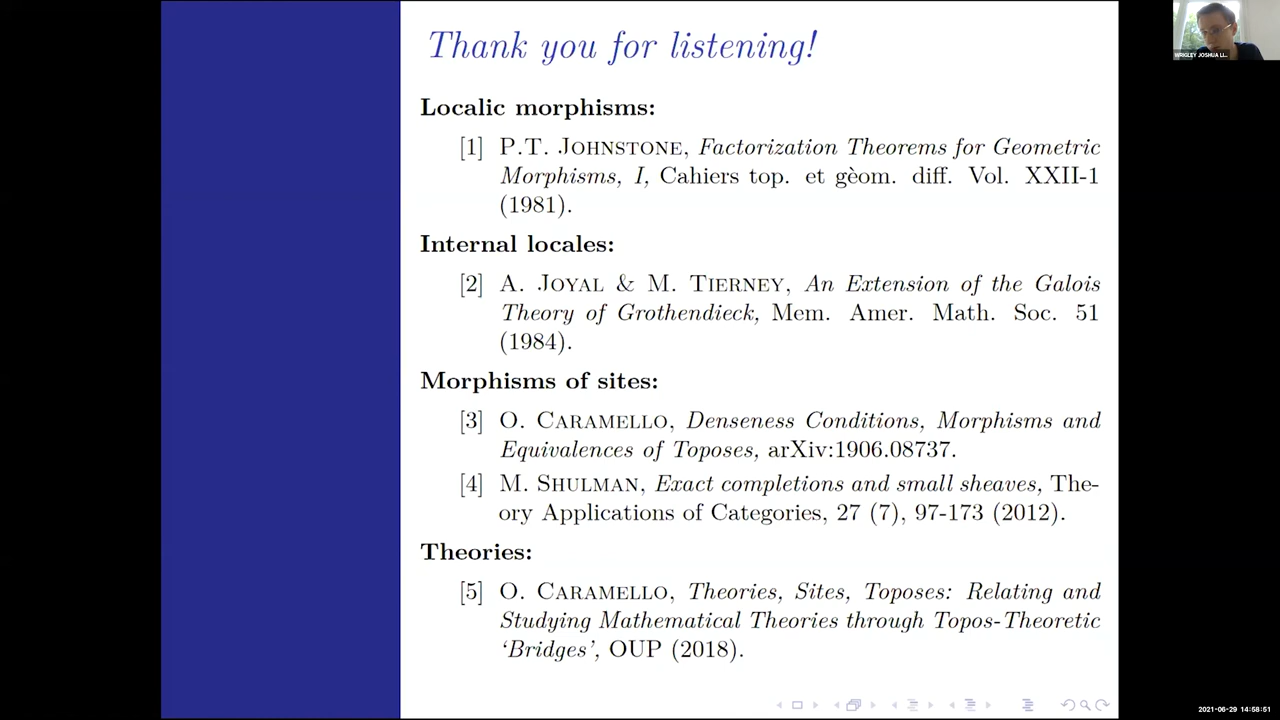 Thank you for listening!
WRIGLEY JOSHUA LI...
Localic morphisms:
[1] P.T. JOHNSTONE, Factorization Theorems for Geometric
Morphisms, I, Cahiers top. et gèom. diff. Vol. XXII-1
(1981).
Internal locales:
[2] A. JOYAL & M. TIERNEY, An Extension of the Galois
Theory of Grothendieck, Mem. Amer. Math. Soc. 51
(1984).
Morphisms of sites:
[3] O. CARAMELLO, Denseness Conditions, Morphisms and
Equivalences of Toposes, arXiv:1906.08737.
[4] M. SHULMAN, Exact completions and small sheaves, The-
ory Applications of Categories, 27 (7), 97-173 (2012).
Theories:
[5] O. CARAMELLO, Theories, Sites, Toposes: Relating and
Studying Mathematical Theories through Topos-Theoretic
‘Bridges’, OUP (2018).
2021-06-29 14:58:51